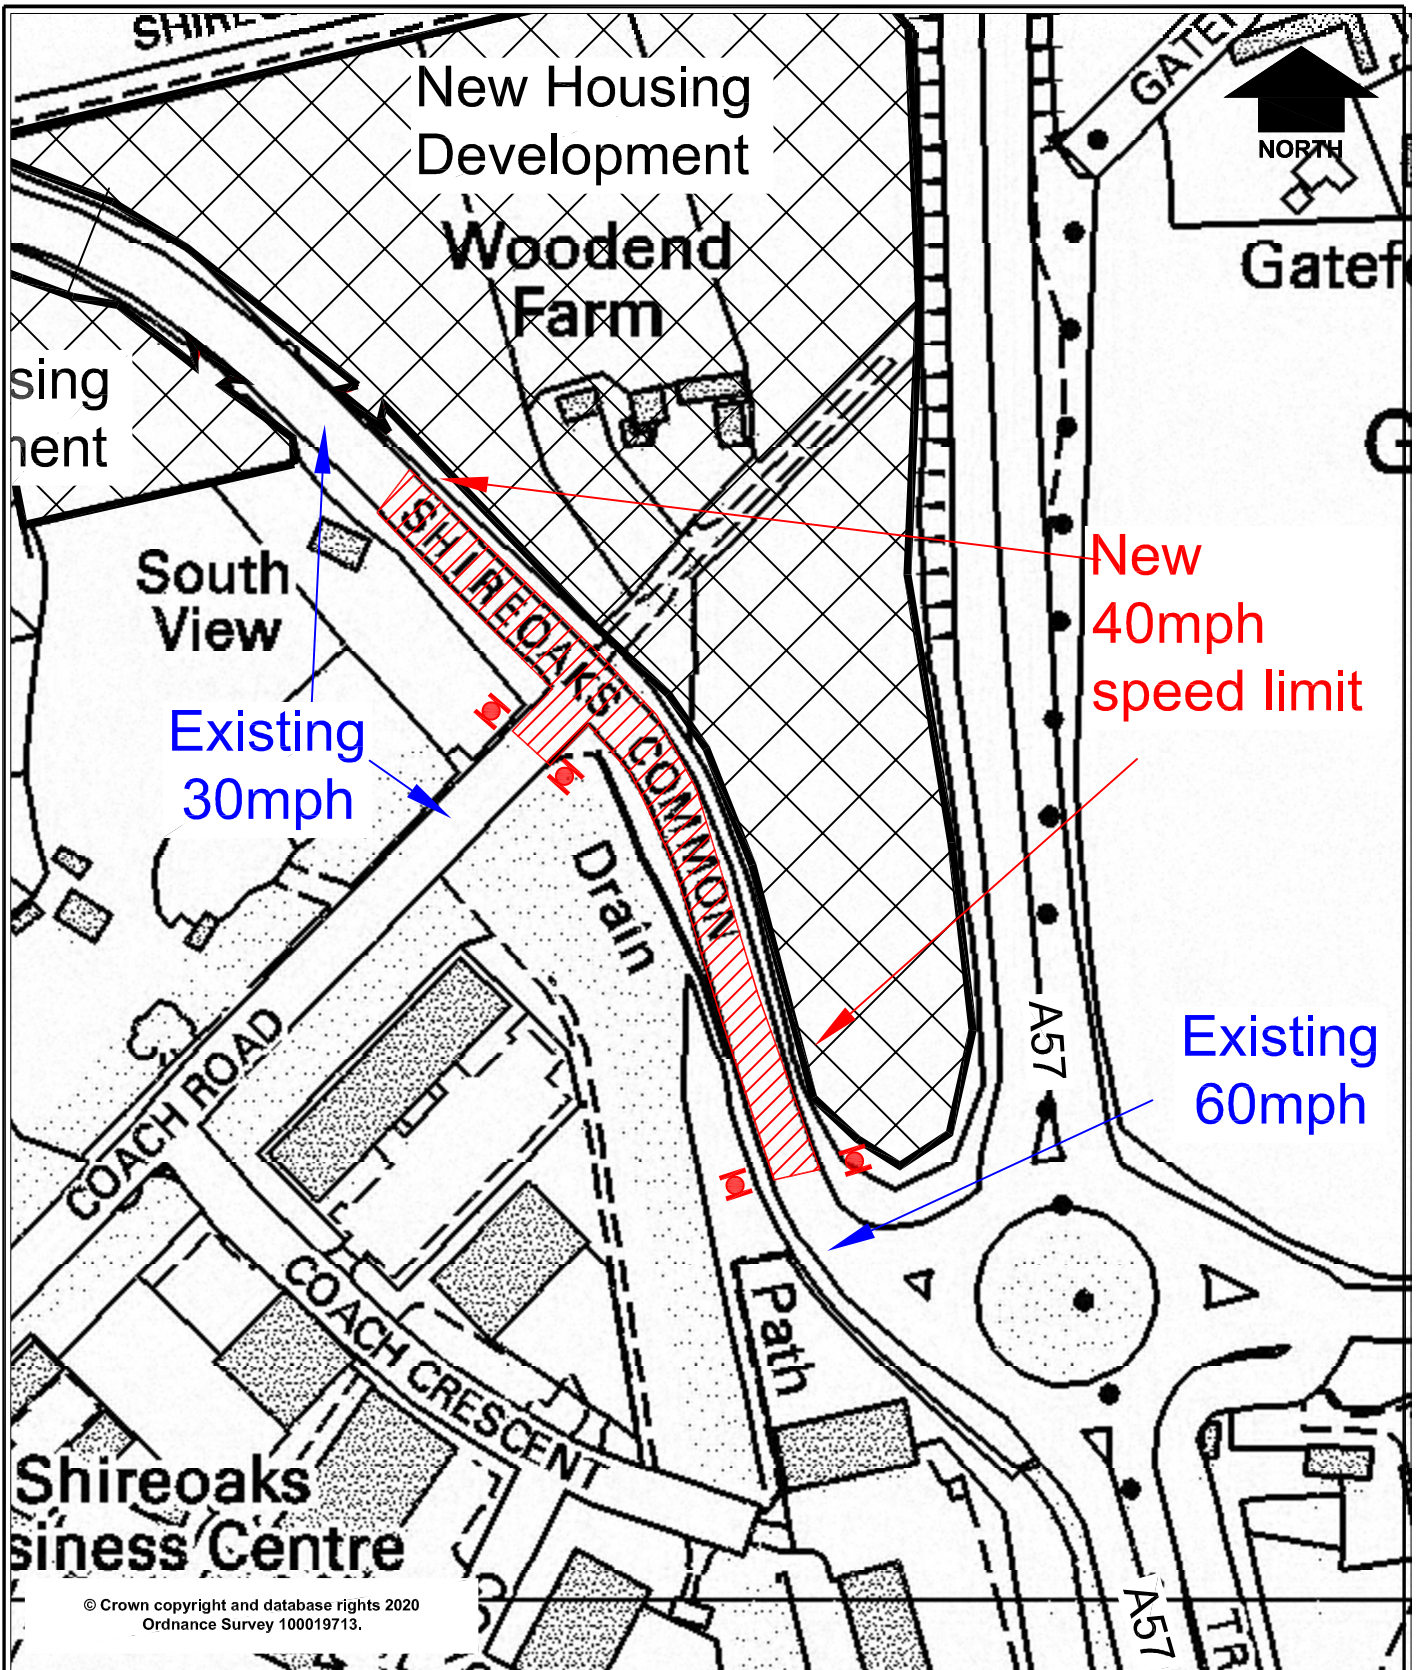 New Housing
Development
NORTH
Woodend
Farm
sing
ment
SHIREOAKS COMMON
South
View
New
40mph
speed limit
Existing
30mph
Drain
A57
Existing
60mph
COACH ROAD
COACH CRESCENT
Path
Shireoaks
siness Centre
© Crown copyright and database rights 2020
Ordnance Survey 100019713.
A57